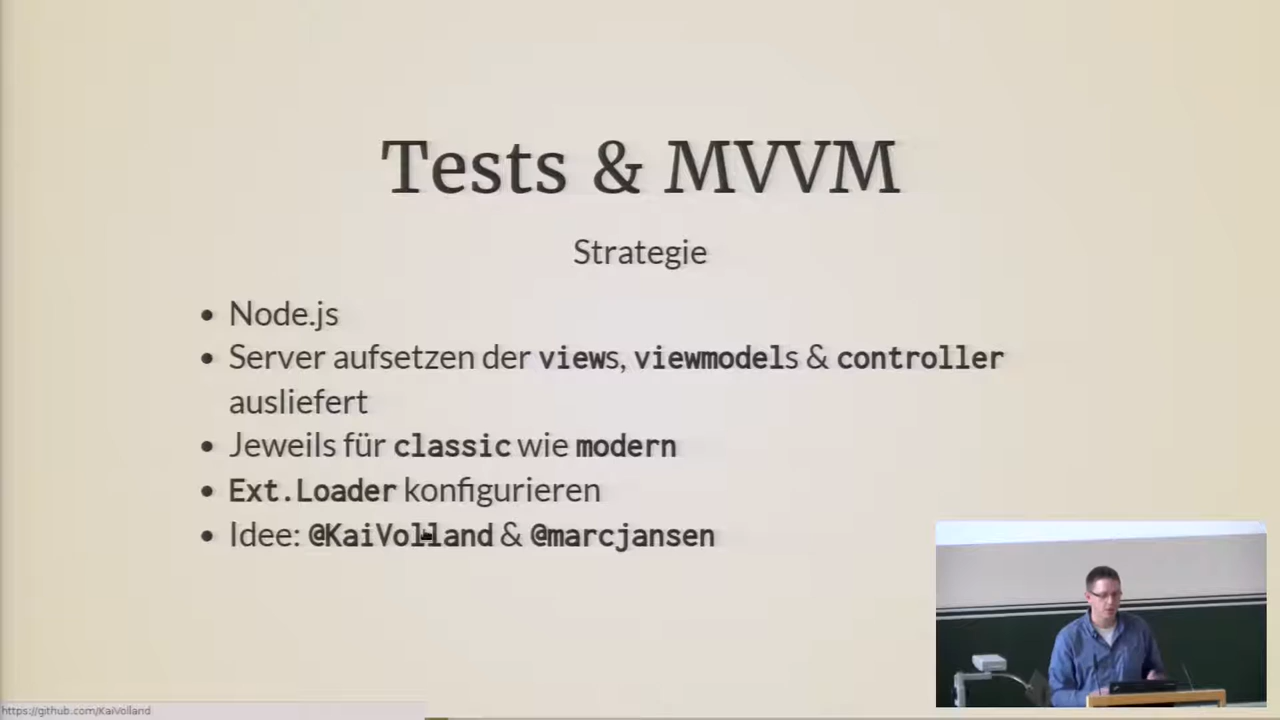 Tests & MVVM
Strategie
Node.js
Server aufsetzen der views, viewmodels & controller
ausliefert
Jeweils für classic wie modern
Ext.Loader konfigurieren
Idee: @KaiVolland & @marcjansen
https://github.com/KaiVolland